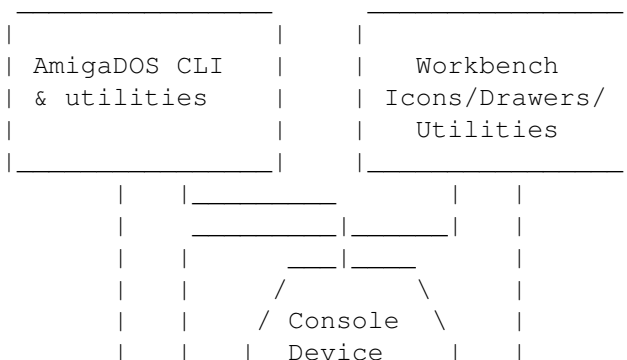 AmigaDOS CLI
& utilities
Workbench
Icons/Drawers/
Utilities
Console
Device